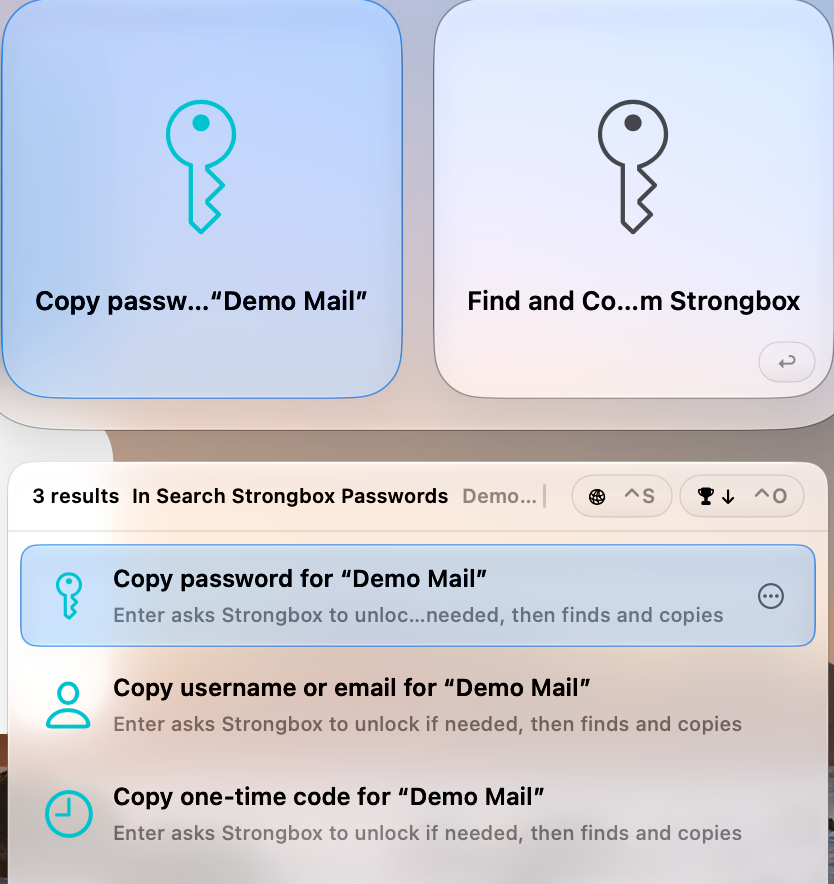 Copy passw...“Demo Mail”
Find and Co...m Strongbox
3 results In Search Strongbox Passwords Demo... ^S ^O
Copy password for “Demo Mail”
Enter asks Strongbox to unloc...needed, then finds and copies
Copy username or email for “Demo Mail”
Enter asks Strongbox to unlock if needed, then finds and copies
Copy one-time code for “Demo Mail”
Enter asks Strongbox to unlock if needed, then finds and copies